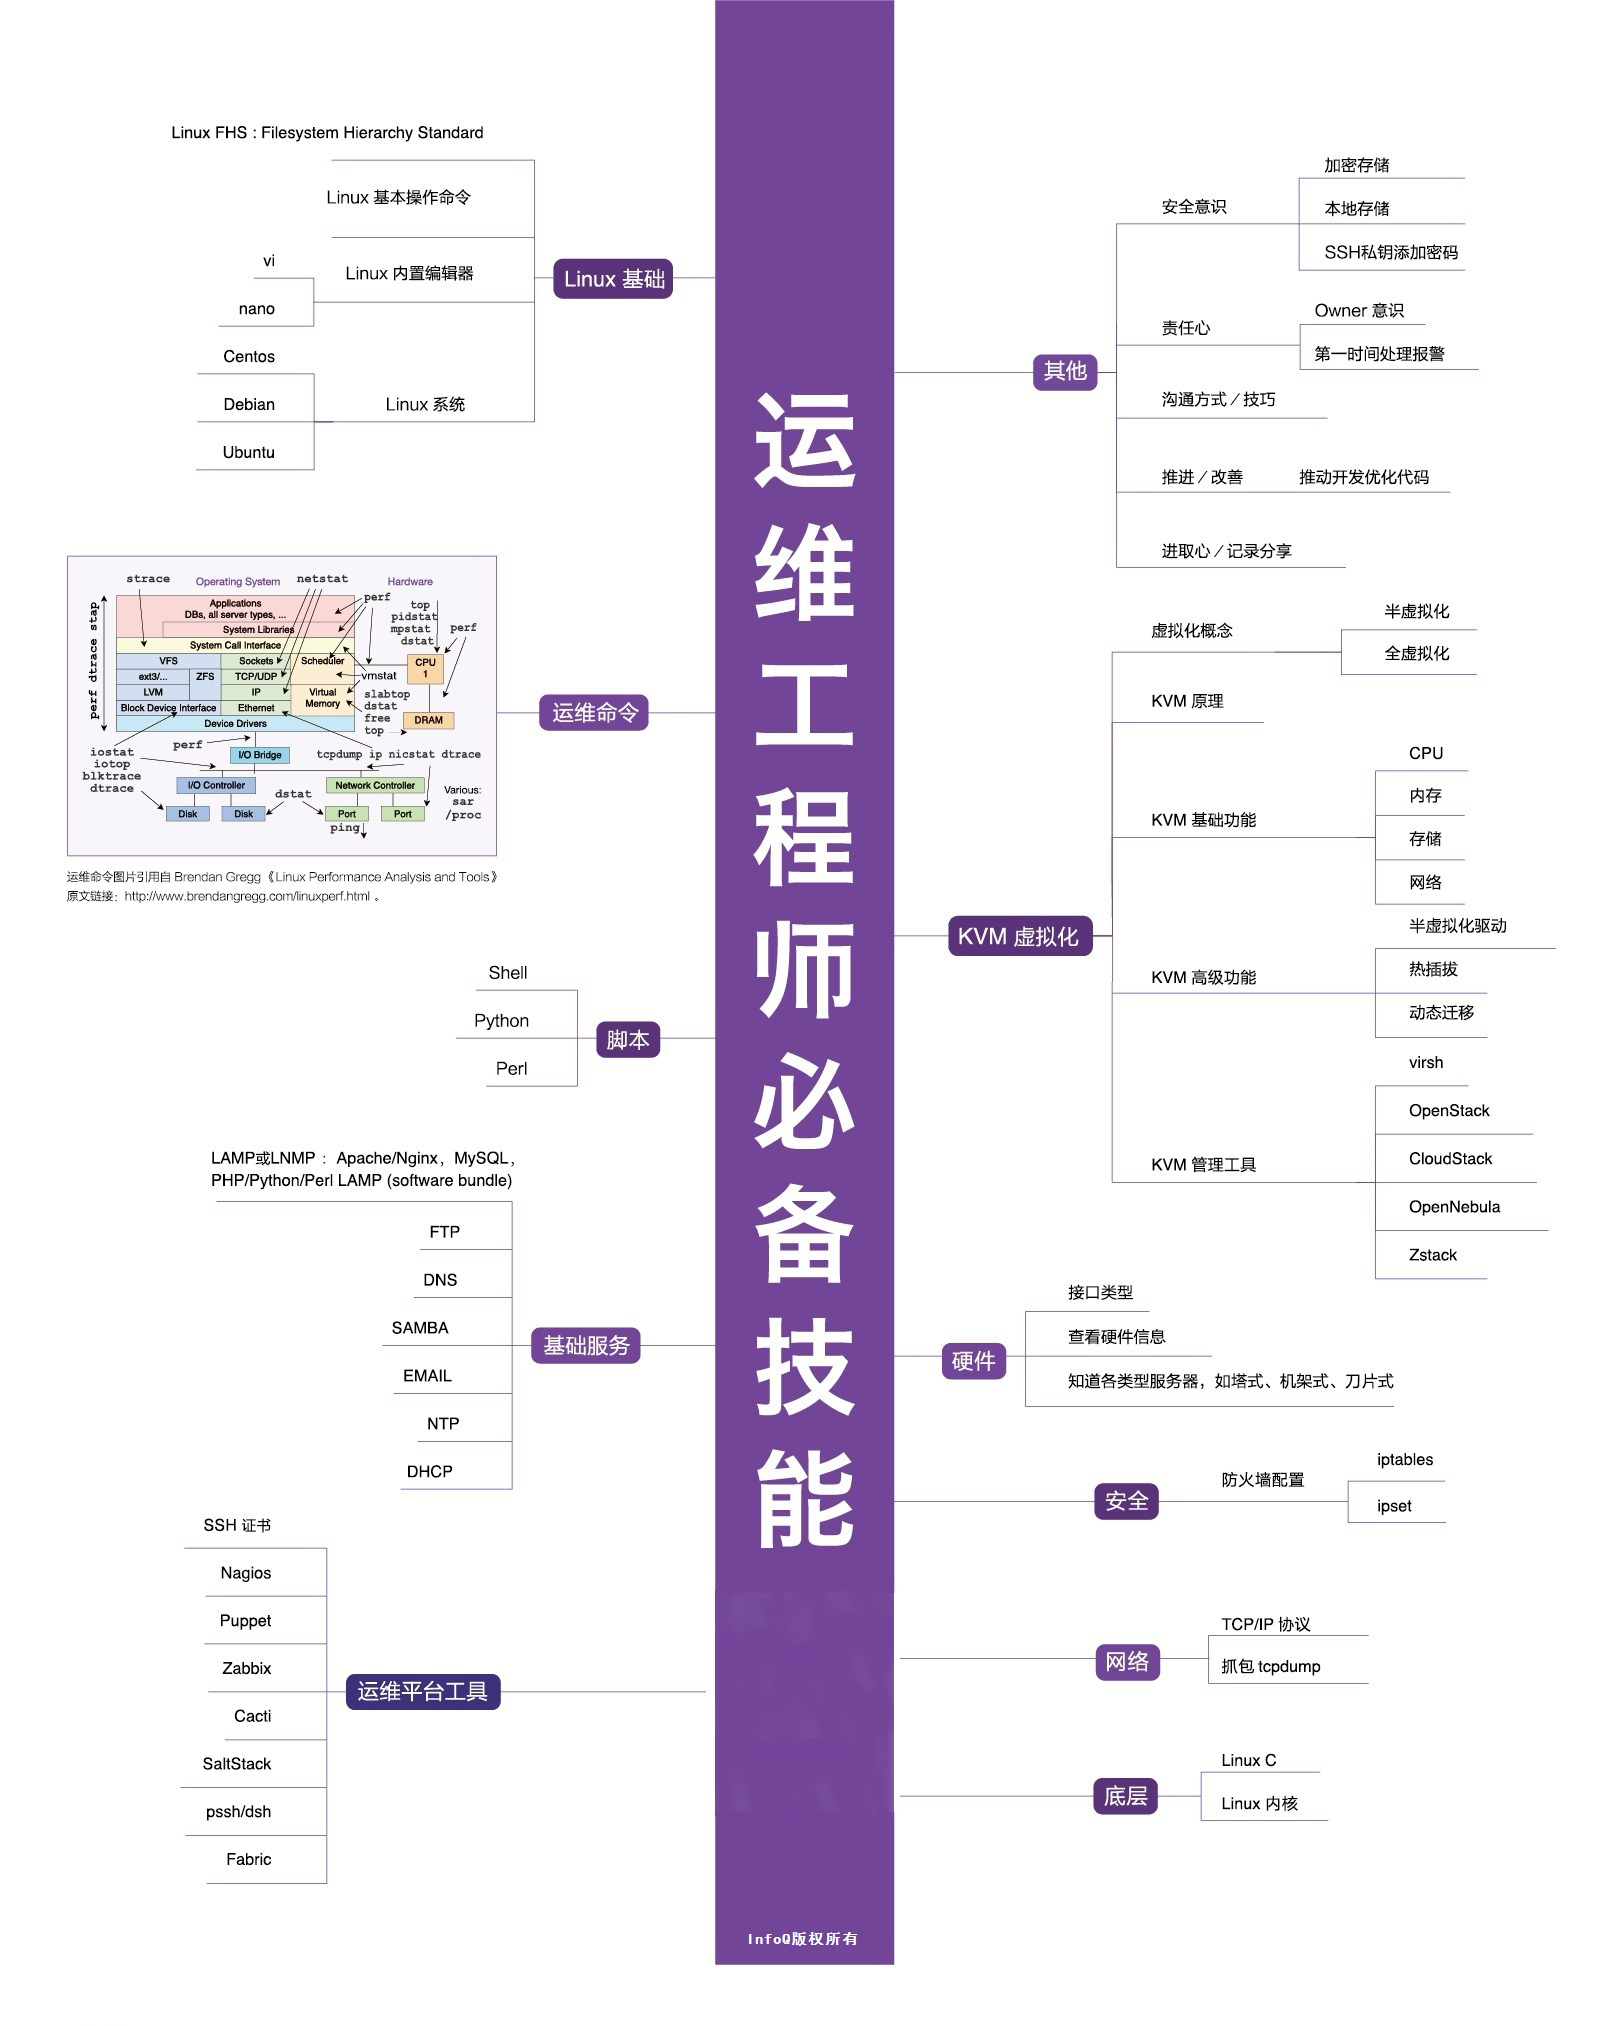 运维工程师必备技能
InfoQ版权所有
Linux 基础
Linux FHS : Filesystem Hierarchy Standard
Linux 基本操作命令
Linux 内置编辑器
vi
nano
Linux 系统
Centos
Debian
Ubuntu
运维命令
strace
Operating System
netstat
Hardware
perf dtrace stap
Applications
DBs, all server types, ...
System Libraries
System Call Interface
VFS
Sockets
Scheduler
ext3/...
ZFS
TCP/UDP
LVM
IP
Virtual
Memory
Block Device Interface
Ethernet
Device Drivers
perf
top
pidstat
mpstat
dstat
perf
CPU
1
vmstat
slabtop
dstat
free
top
DRAM
perf
I/O Bridge
iostat
iotop
blktrace
dtrace
tcpdump ip nicstat dtrace
I/O Controller
Network Controller
Disk
Disk
dstat
Port
Port
ping
Various:
sar
/proc
运维命令图片引用自 Brendan Gregg《Linux Performance Analysis and Tools》
原文链接：http://www.brendangregg.com/linuxperf.html 。
脚本
Shell
Python
Perl
基础服务
LAMP或LNMP ： Apache/Nginx，MySQL，
PHP/Python/Perl LAMP (software bundle)
FTP
DNS
SAMBA
EMAIL
NTP
DHCP
运维平台工具
SSH 证书
Nagios
Puppet
Zabbix
Cacti
SaltStack
pssh/dsh
Fabric
其他
安全意识
加密存储
本地存储
SSH私钥添加密码
责任心
Owner 意识
第一时间处理报警
沟通方式／技巧
推进／改善
推动开发优化代码
进取心／记录分享
KVM 虚拟化
虚拟化概念
半虚拟化
全虚拟化
KVM 原理
KVM 基础功能
CPU
内存
存储
网络
KVM 高级功能
半虚拟化驱动
热插拔
动态迁移
KVM 管理工具
virsh
OpenStack
CloudStack
OpenNebula
Zstack
硬件
接口类型
查看硬件信息
知道各类型服务器，如塔式、机架式、刀片式
安全
防火墙配置
iptables
ipset
网络
TCP/IP 协议
抓包 tcpdump
底层
Linux C
Linux 内核